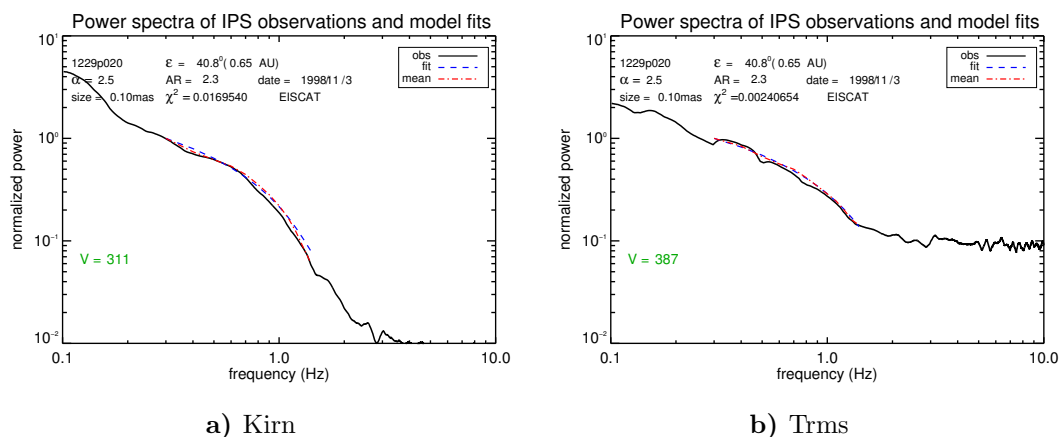 Power spectra of IPS observations and model fits
10¹
1229p020 ε = 40.8⁰( 0.65 AU)
α = 2.5 AR = 2.3 date = 1998/11/ 3
size = 0.10mas χ² =0.0169540 EISCAT
obs
fit
mean
10⁰
normalized power
10⁻¹
V = 311
10⁻²
0.1 1.0 10.0
frequency (Hz)
a) Kirn
Power spectra of IPS observations and model fits
10¹
1229p020 ε = 40.8⁰( 0.65 AU)
α = 2.5 AR = 2.3 date = 1998/11/ 3
size = 0.10mas χ² =0.00240654 EISCAT
obs
fit
mean
10⁰
normalized power
10⁻¹
V = 387
10⁻²
0.1 1.0 10.0
frequency (Hz)
b) Trms